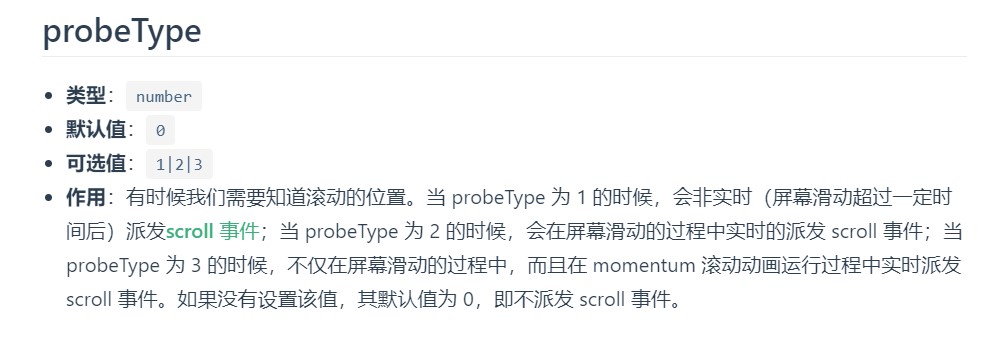 probeType
类型：number
默认值：0
可选值：1|2|3
作用：有时候我们需要知道滚动的位置。当 probeType 为 1 的时候，会非实时（屏幕滑动超过一定时
间后）派发scroll 事件；当 probeType 为 2 的时候，会在屏幕滑动的过程中实时的派发 scroll 事件；当
probeType 为 3 的时候，不仅在屏幕滑动的过程中，而且在 momentum 滚动动画运行过程中实时派发
scroll 事件。如果没有设置该值，其默认值为 0，即不派发 scroll 事件。